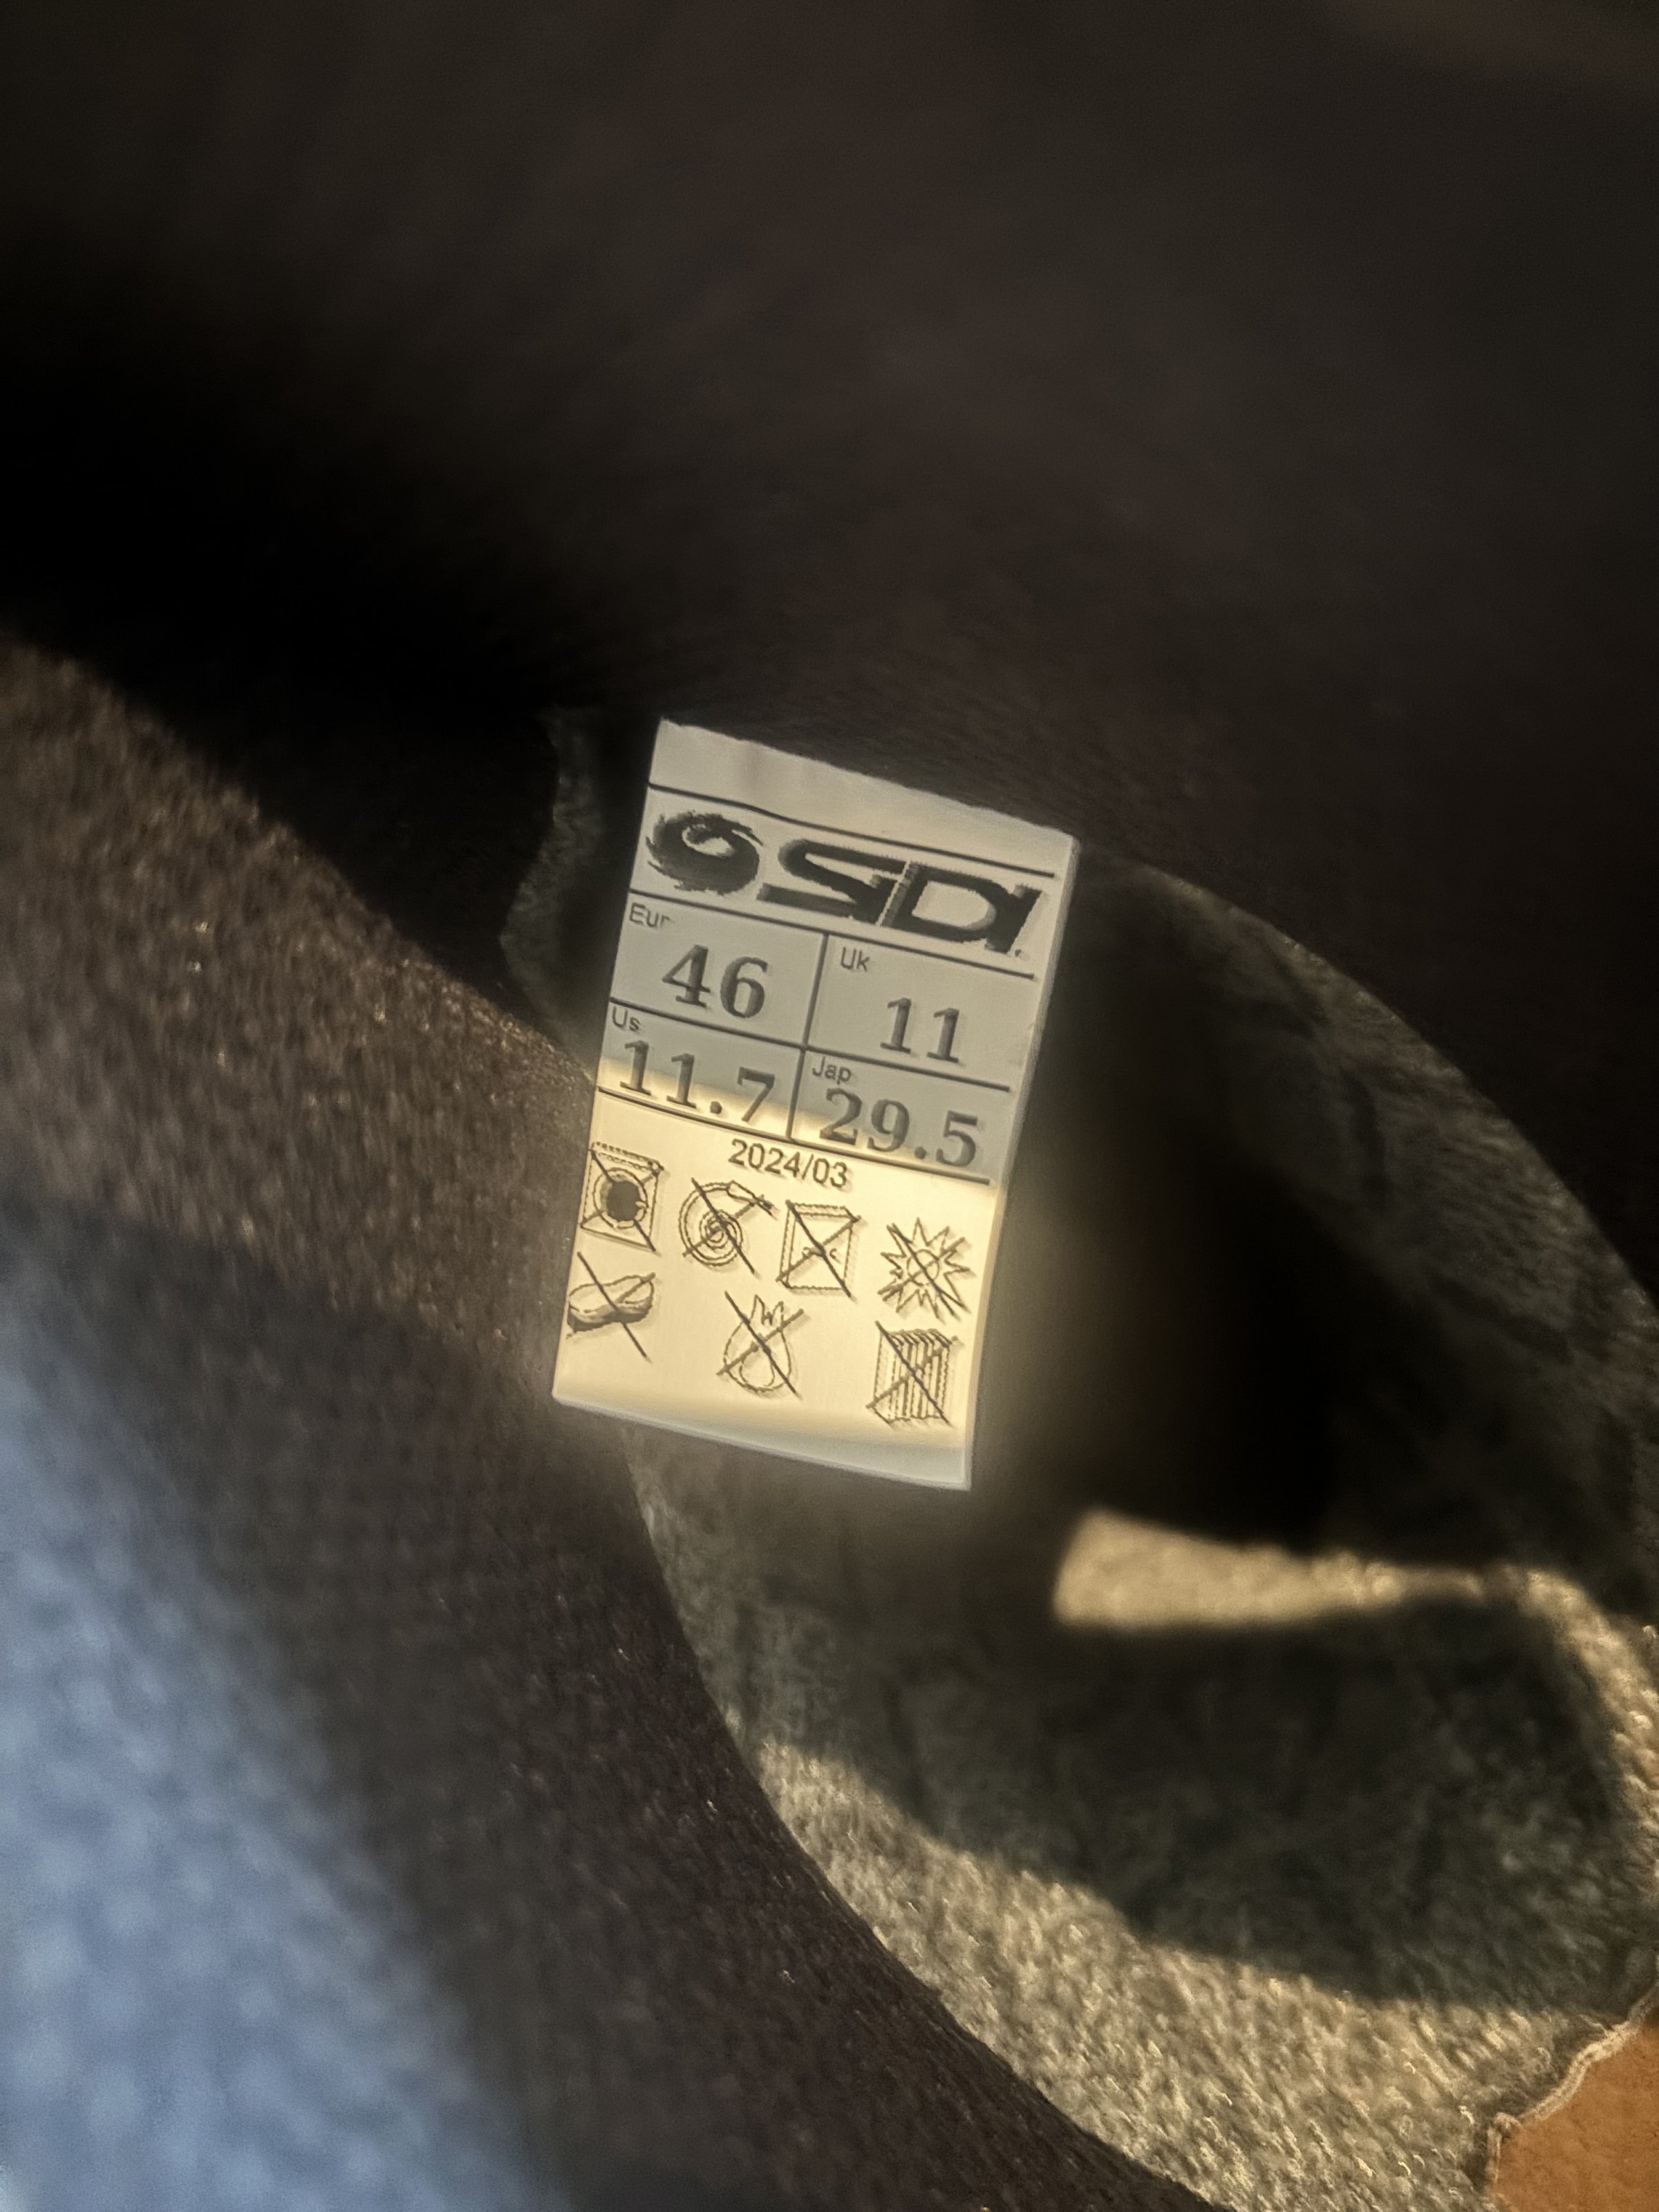 SIDI
Eur Uk
46 11
Us Jap
11.7 29.5
2024/03